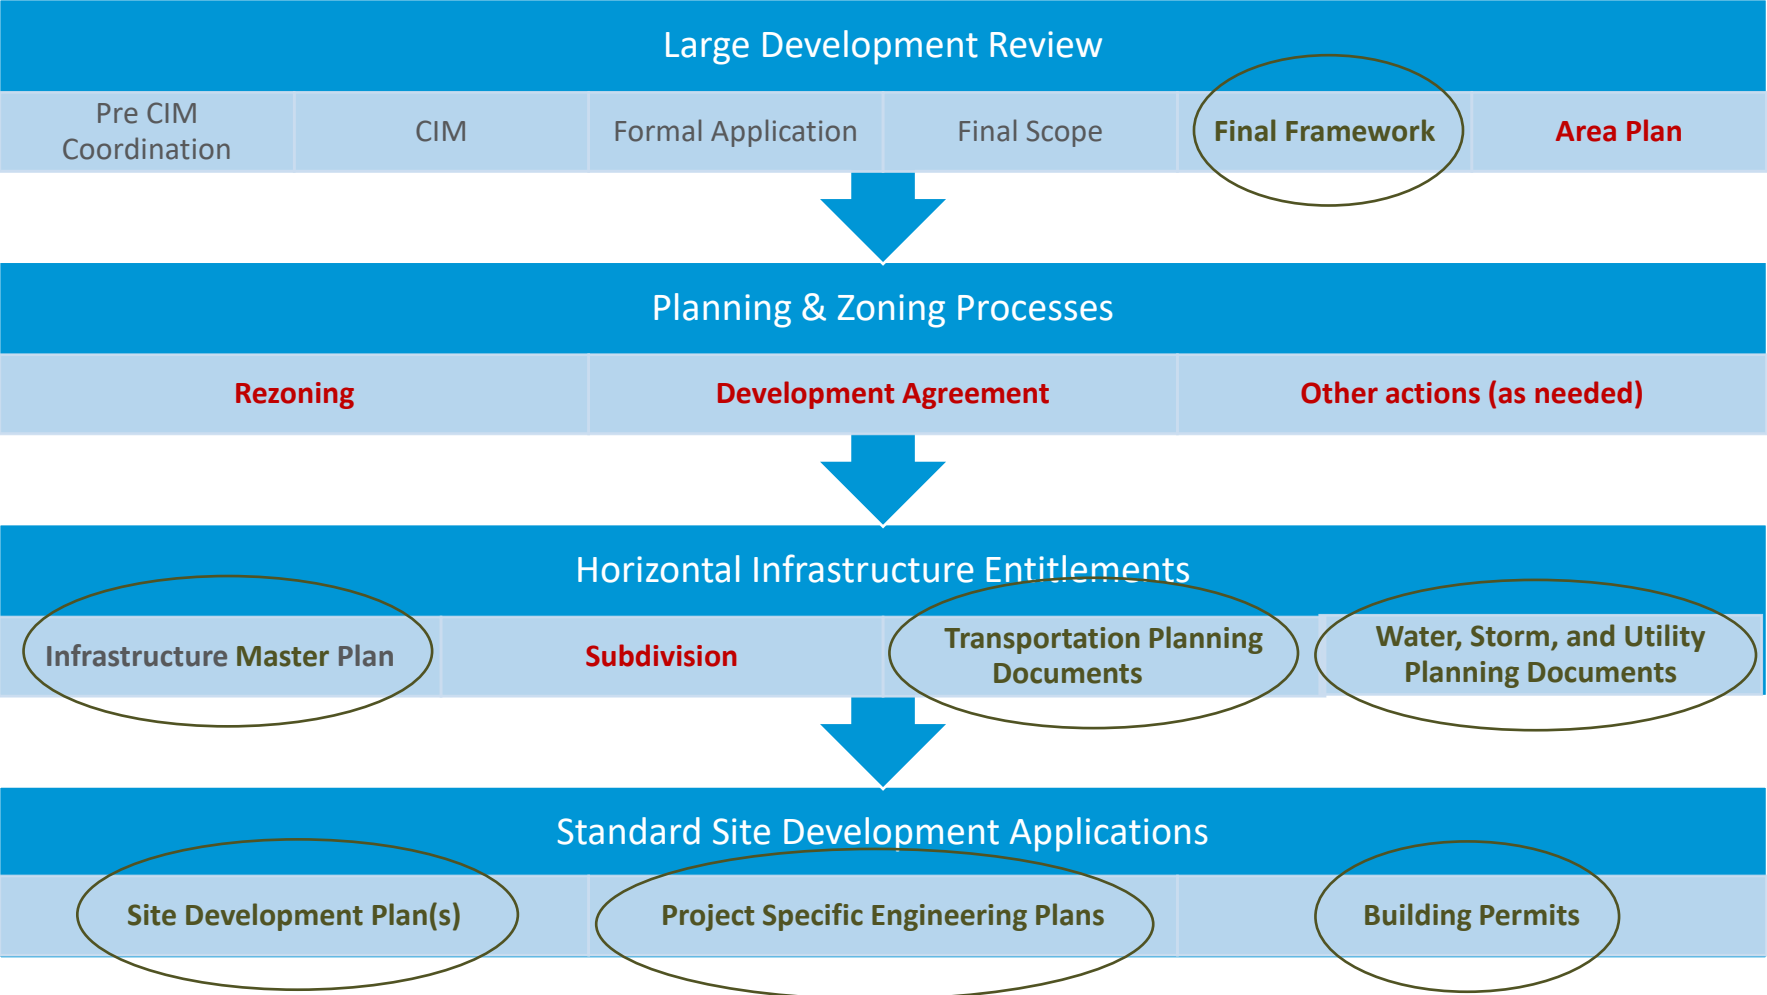 Large Development Review
Pre CIM
Coordination
CIM
Formal Application
Final Scope
Final Framework
Area Plan
Planning & Zoning Processes
Rezoning
Development Agreement
Other actions (as needed)
Horizontal Infrastructure Entitlements
Infrastructure Master Plan
Subdivision
Transportation Planning
Documents
Water, Storm, and Utility
Planning Documents
Standard Site Development Applications
Site Development Plan(s)
Project Specific Engineering Plans
Building Permits